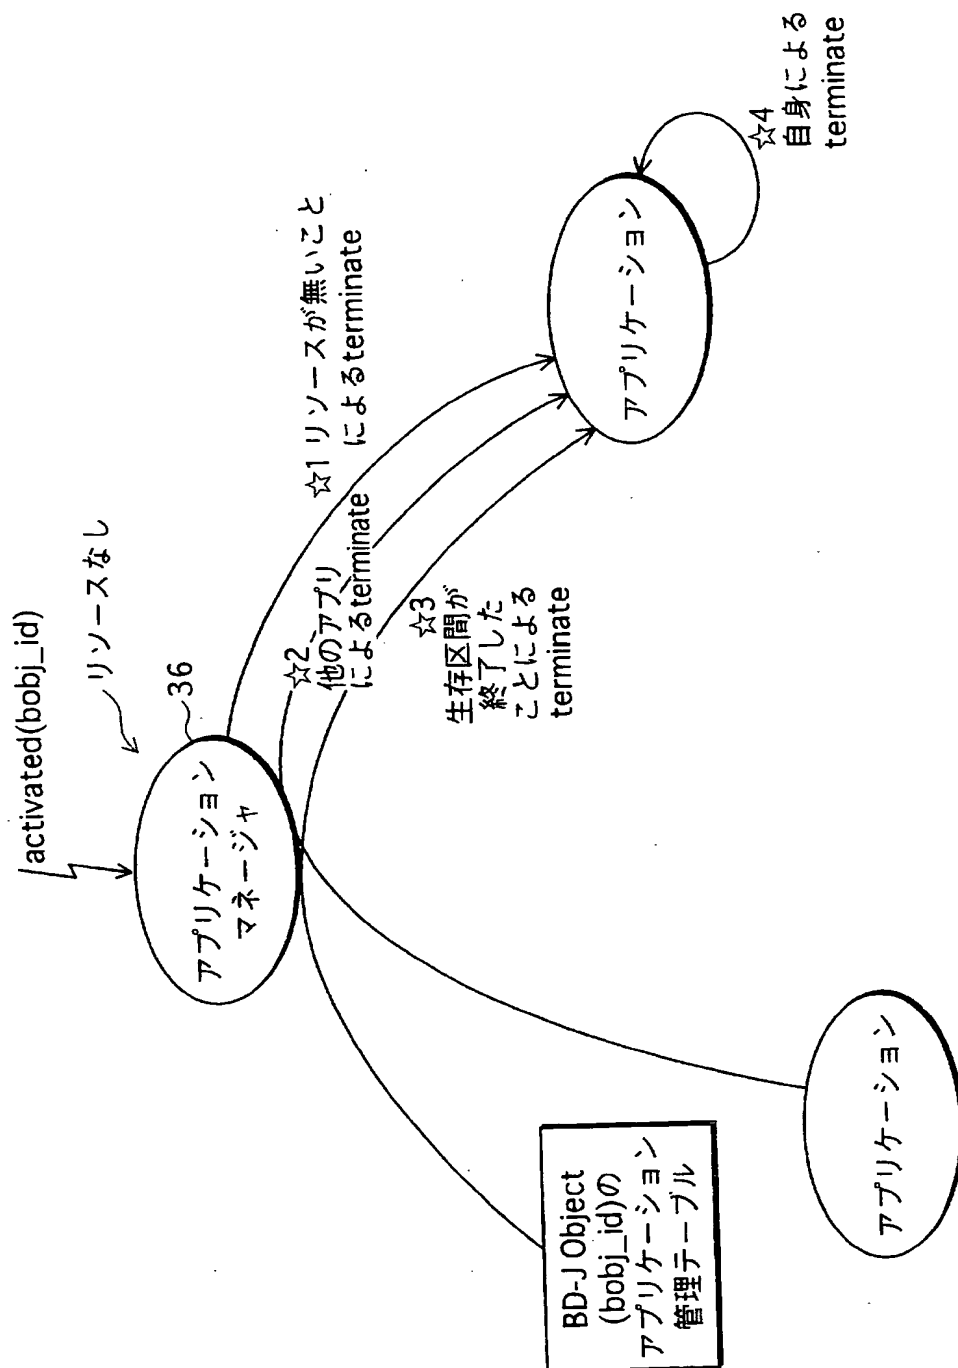 activated(bobj_id)
リソースなし
36
アプリケーション
マネージャ
☆1 リソースが無いこと
によるterminate
☆2
他のアプリ
によるterminate
☆3
生存区間が
終了した
ことによる
terminate
アプリケーション
☆4
自身による
terminate
BD-J Object
(bobj_id)の
アプリケーション
管理テーブル
アプリケーション